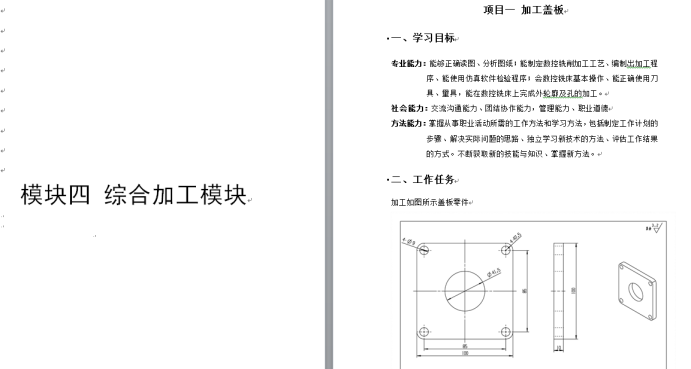 模块四 综合加工模块
项目一 加工盖板
一、学习目标
专业能力：能够正确读图、分析图纸；能制定数控铣削加工工艺、编制出加工程
序、能使用仿真软件检验程序；会数控铣床基本操作、能正确使用刀
具、量具，能在数控铣床上完成外轮廓及孔的加工。
社会能力：交流沟通能力、团结协作能力，管理能力、职业道德
方法能力：掌握从事职业活动所需的工作方法和学习方法，包括制定工作计划的
步骤、解决实际问题的思路、独立学习新技术的方法、评估工作结果
的方式。不断获取新的技能与知识、掌握新方法。
二、工作任务
加工如图所示盖板零件
85
100
10